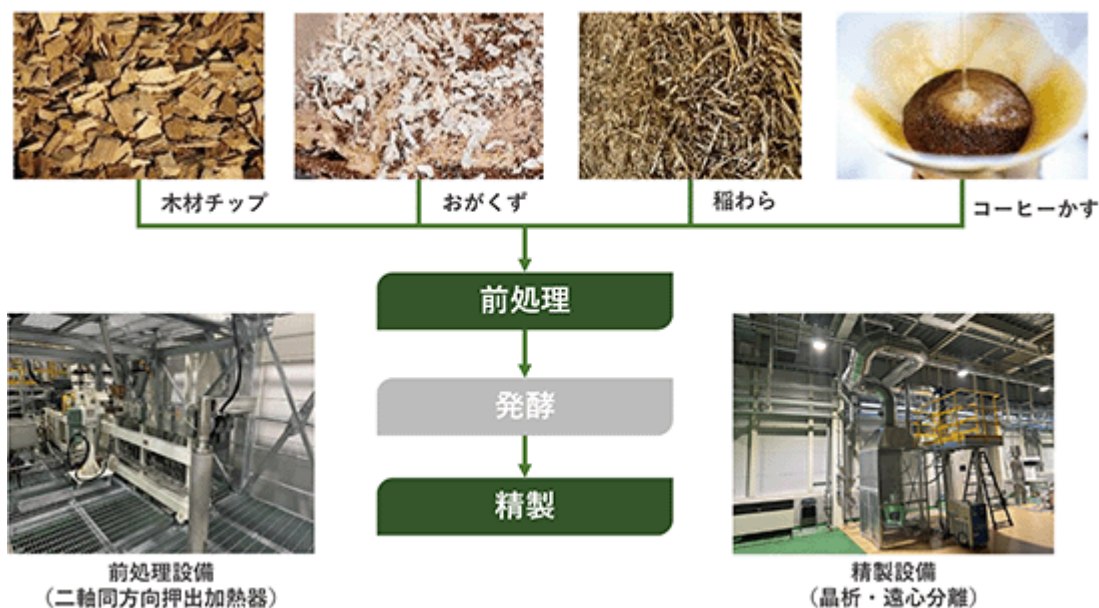 木材チップ
おがくず
稲わら
コーヒーかす
前処理
発酵
精製
前処理設備
（二軸同方向押出加熱器）
精製設備
（晶析・遠心分離）